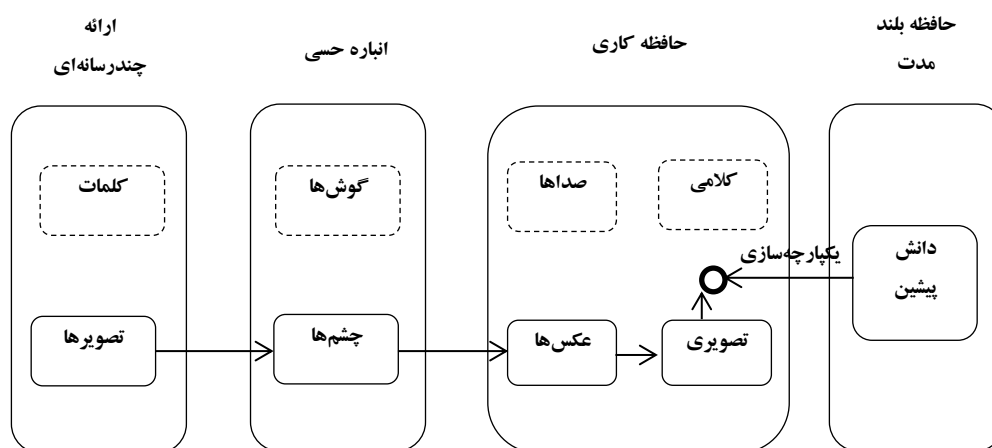 ارائه
چندرسانه‌ای
انباره حسی
حافظه کاری
حافظه بلند
مدت
کلمات
گوش‌ها
صداها
کلامی
دانش
پیشین
یکپارچه‌سازی
تصویرها
چشم‌ها
عکس‌ها
تصویری